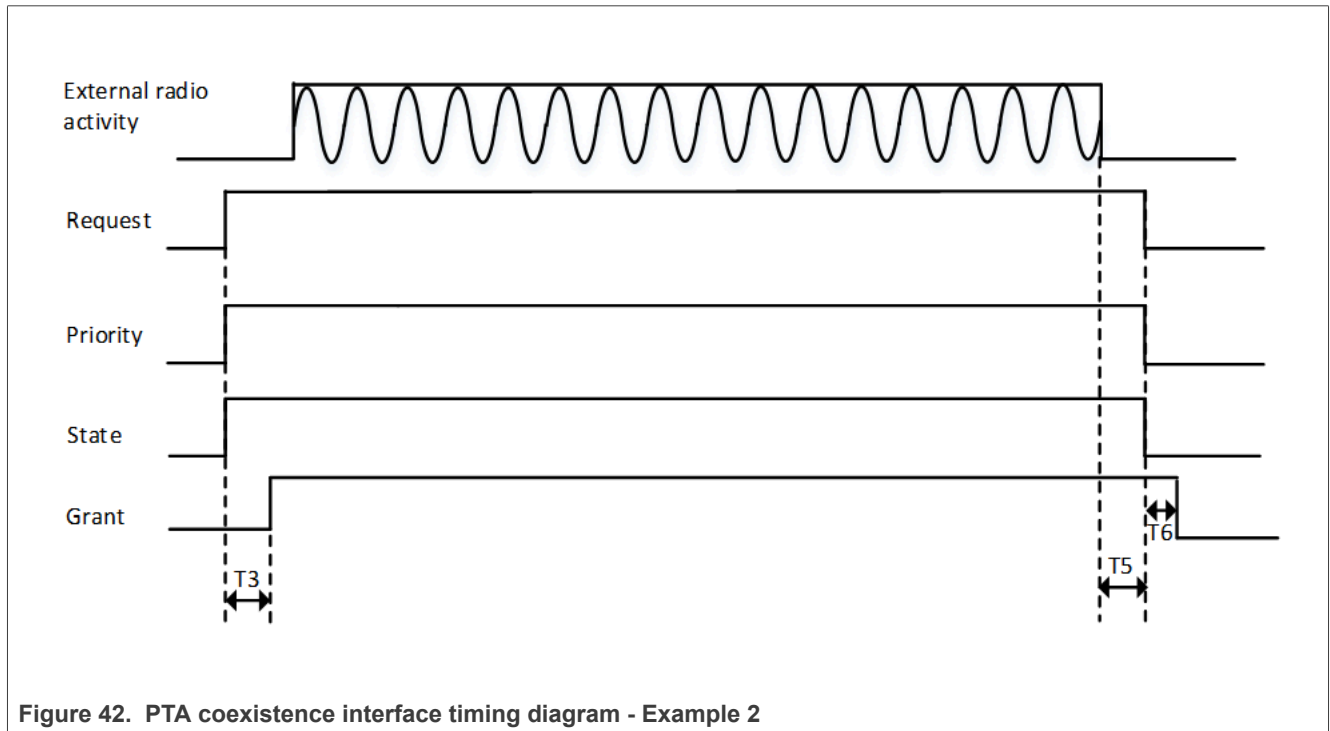 External radio
activity
Request
Priority
State
Grant
T3
T6
T5
Figure 42. PTA coexistence interface timing diagram - Example 2